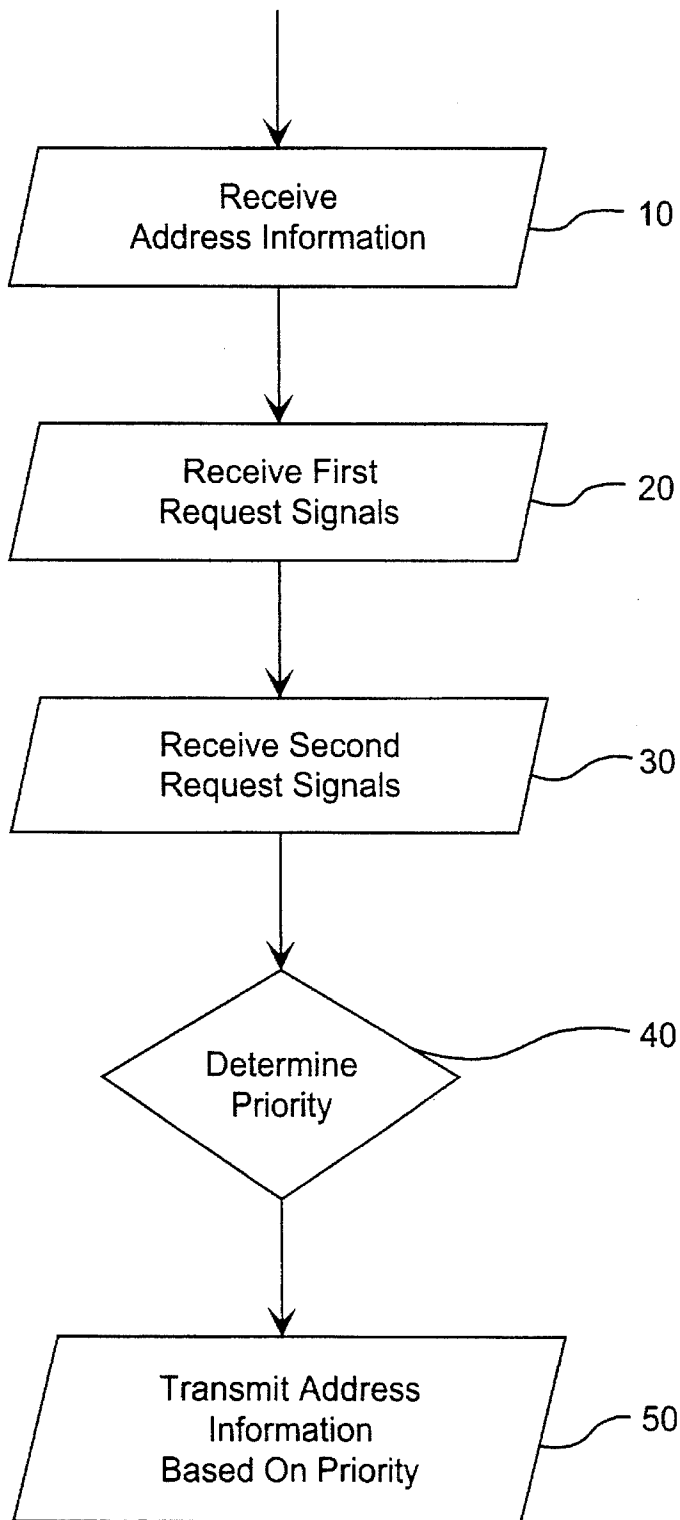 Receive
Address Information
10
Receive First
Request Signals
20
Receive Second
Request Signals
30
Determine
Priority
40
Transmit Address
Information
Based On Priority
50